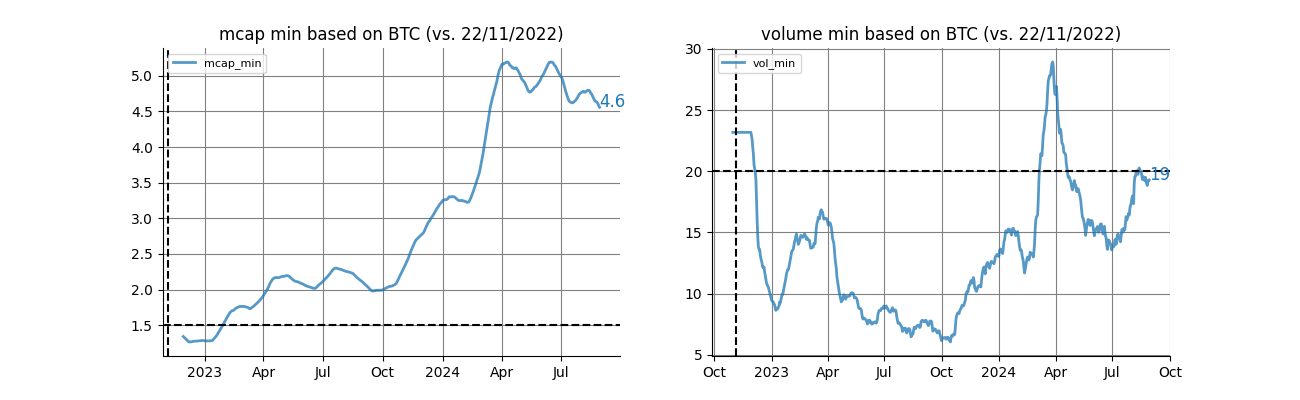 mcap min based on BTC (vs. 22/11/2022)
mcap_min
5.0
4.5
4.0
3.5
3.0
2.5
2.0
1.5
4.6
2023 Apr Jul Oct 2024 Apr Jul
volume min based on BTC (vs. 22/11/2022)
vol_min
30
25
20
15
10
5
19
Oct 2023 Apr Jul Oct 2024 Apr Jul Oct